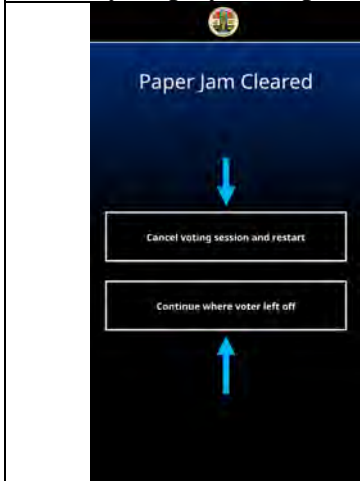 Paper Jam Cleared
Cancel voting session and restart
Continue where voter left off